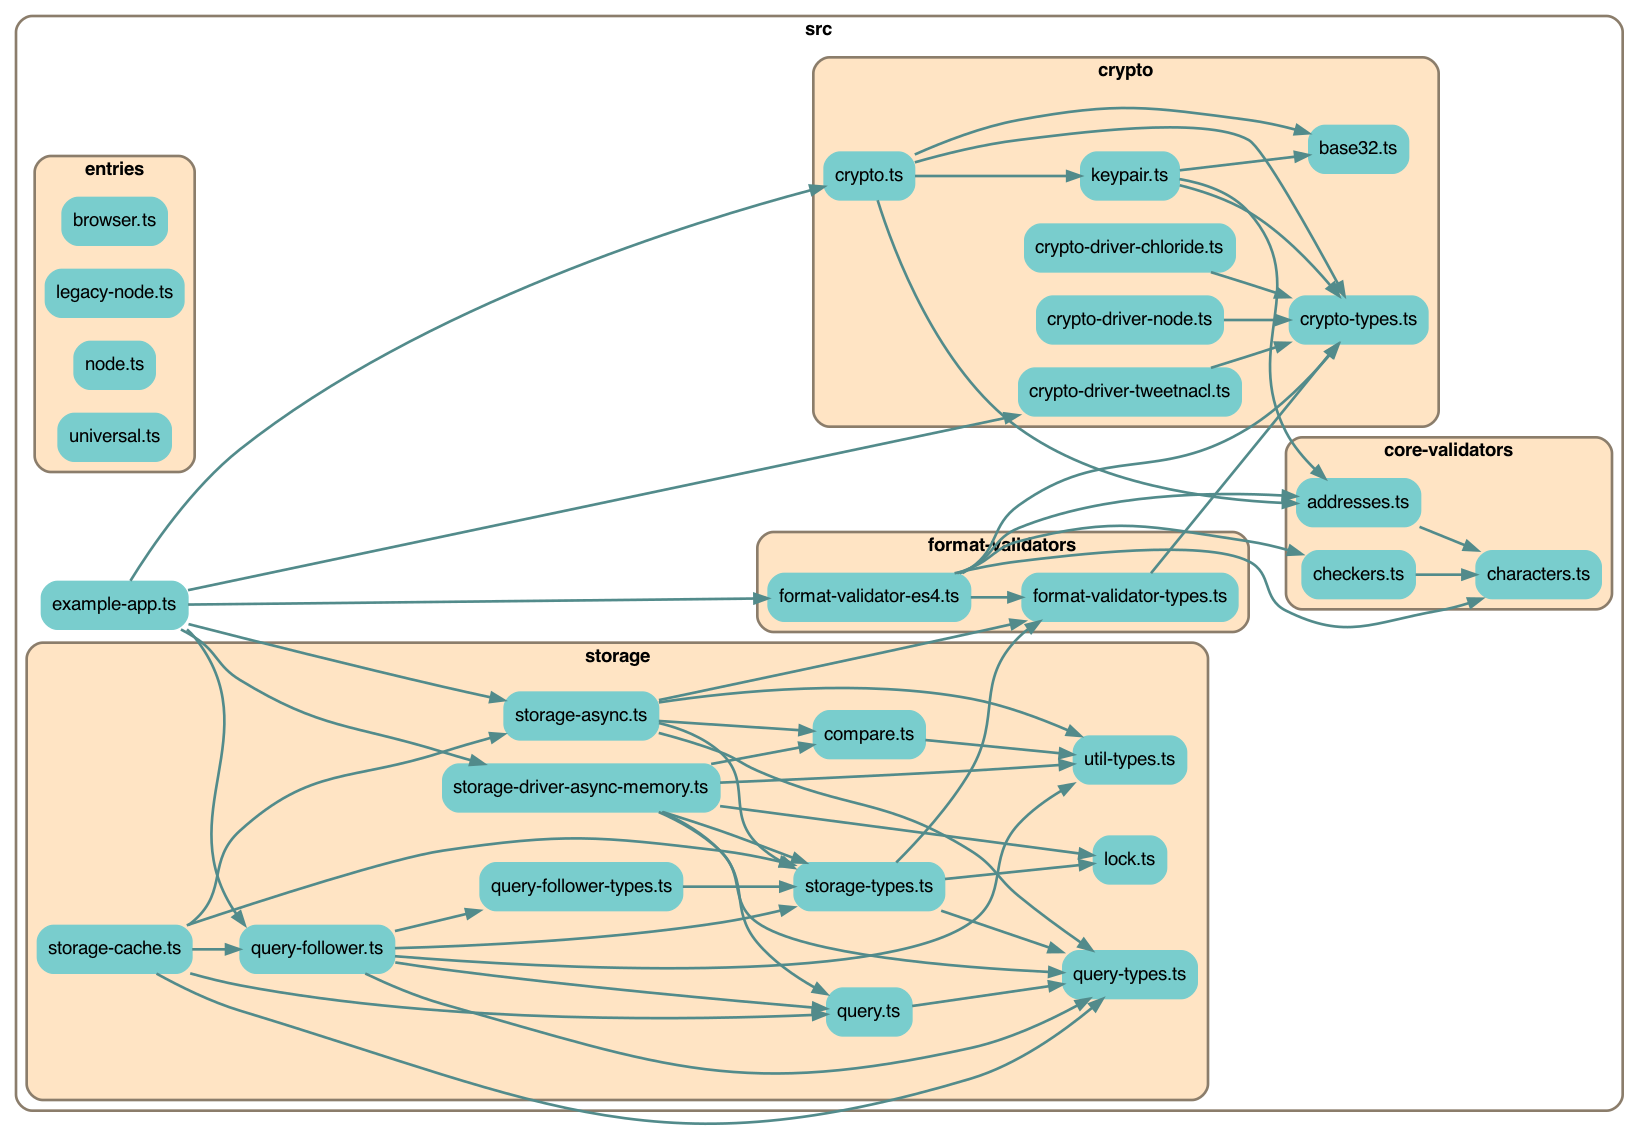 src
crypto
base32.ts
crypto.ts
keypair.ts
crypto-driver-chloride.ts
crypto-driver-node.ts
crypto-types.ts
crypto-driver-tweetnacl.ts
entries
browser.ts
legacy-node.ts
node.ts
universal.ts
core-validators
addresses.ts
checkers.ts
characters.ts
format-validators
format-validator-es4.ts
format-validator-types.ts
example-app.ts
storage
storage-async.ts
compare.ts
util-types.ts
storage-driver-async-memory.ts
lock.ts
query-follower-types.ts
storage-types.ts
storage-cache.ts
query-follower.ts
query-types.ts
query.ts